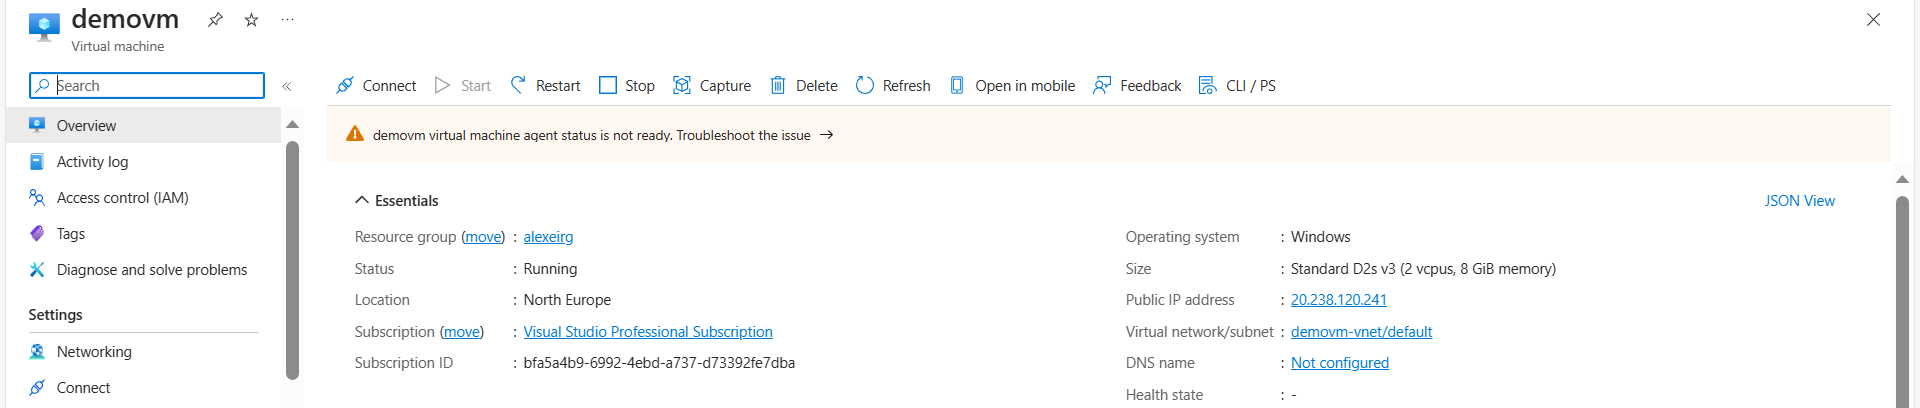 demovm
Virtual machine
Search
Connect Start Restart Stop Capture Delete Refresh Open in mobile Feedback CLI / PS
demovm virtual machine agent status is not ready. Troubleshoot the issue →
Overview
Activity log
Access control (IAM)
Tags
Diagnose and solve problems
Settings
Networking
Connect
Essentials
JSON View
Resource group (move) : alexeirg
Status : Running
Location : North Europe
Subscription (move) : Visual Studio Professional Subscription
Subscription ID : bfa5a4b9-6992-4ebd-a737-d73392fe7dba
Operating system : Windows
Size : Standard D2s v3 (2 vcpus, 8 GiB memory)
Public IP address : 20.238.120.241
Virtual network/subnet : demovm-vnet/default
DNS name : Not configured
Health state : -